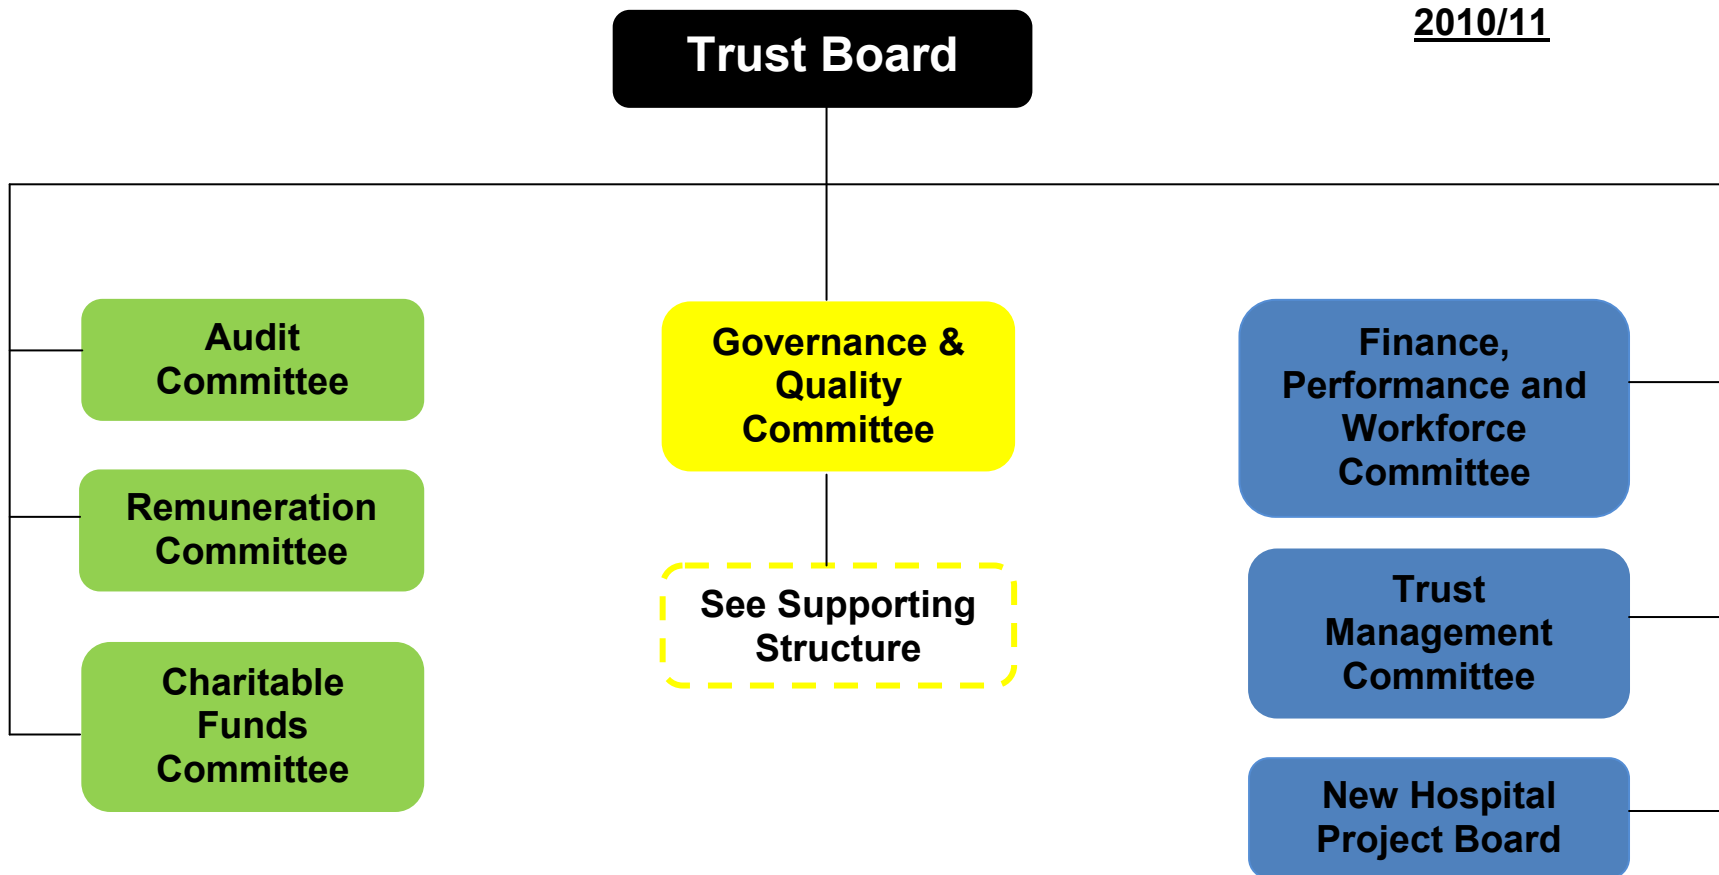 2010/11
Trust Board
Audit
Committee
Remuneration
Committee
Charitable
Funds
Committee
Governance &
Quality
Committee
See Supporting
Structure
Finance,
Performance and
Workforce
Committee
Trust
Management
Committee
New Hospital
Project Board